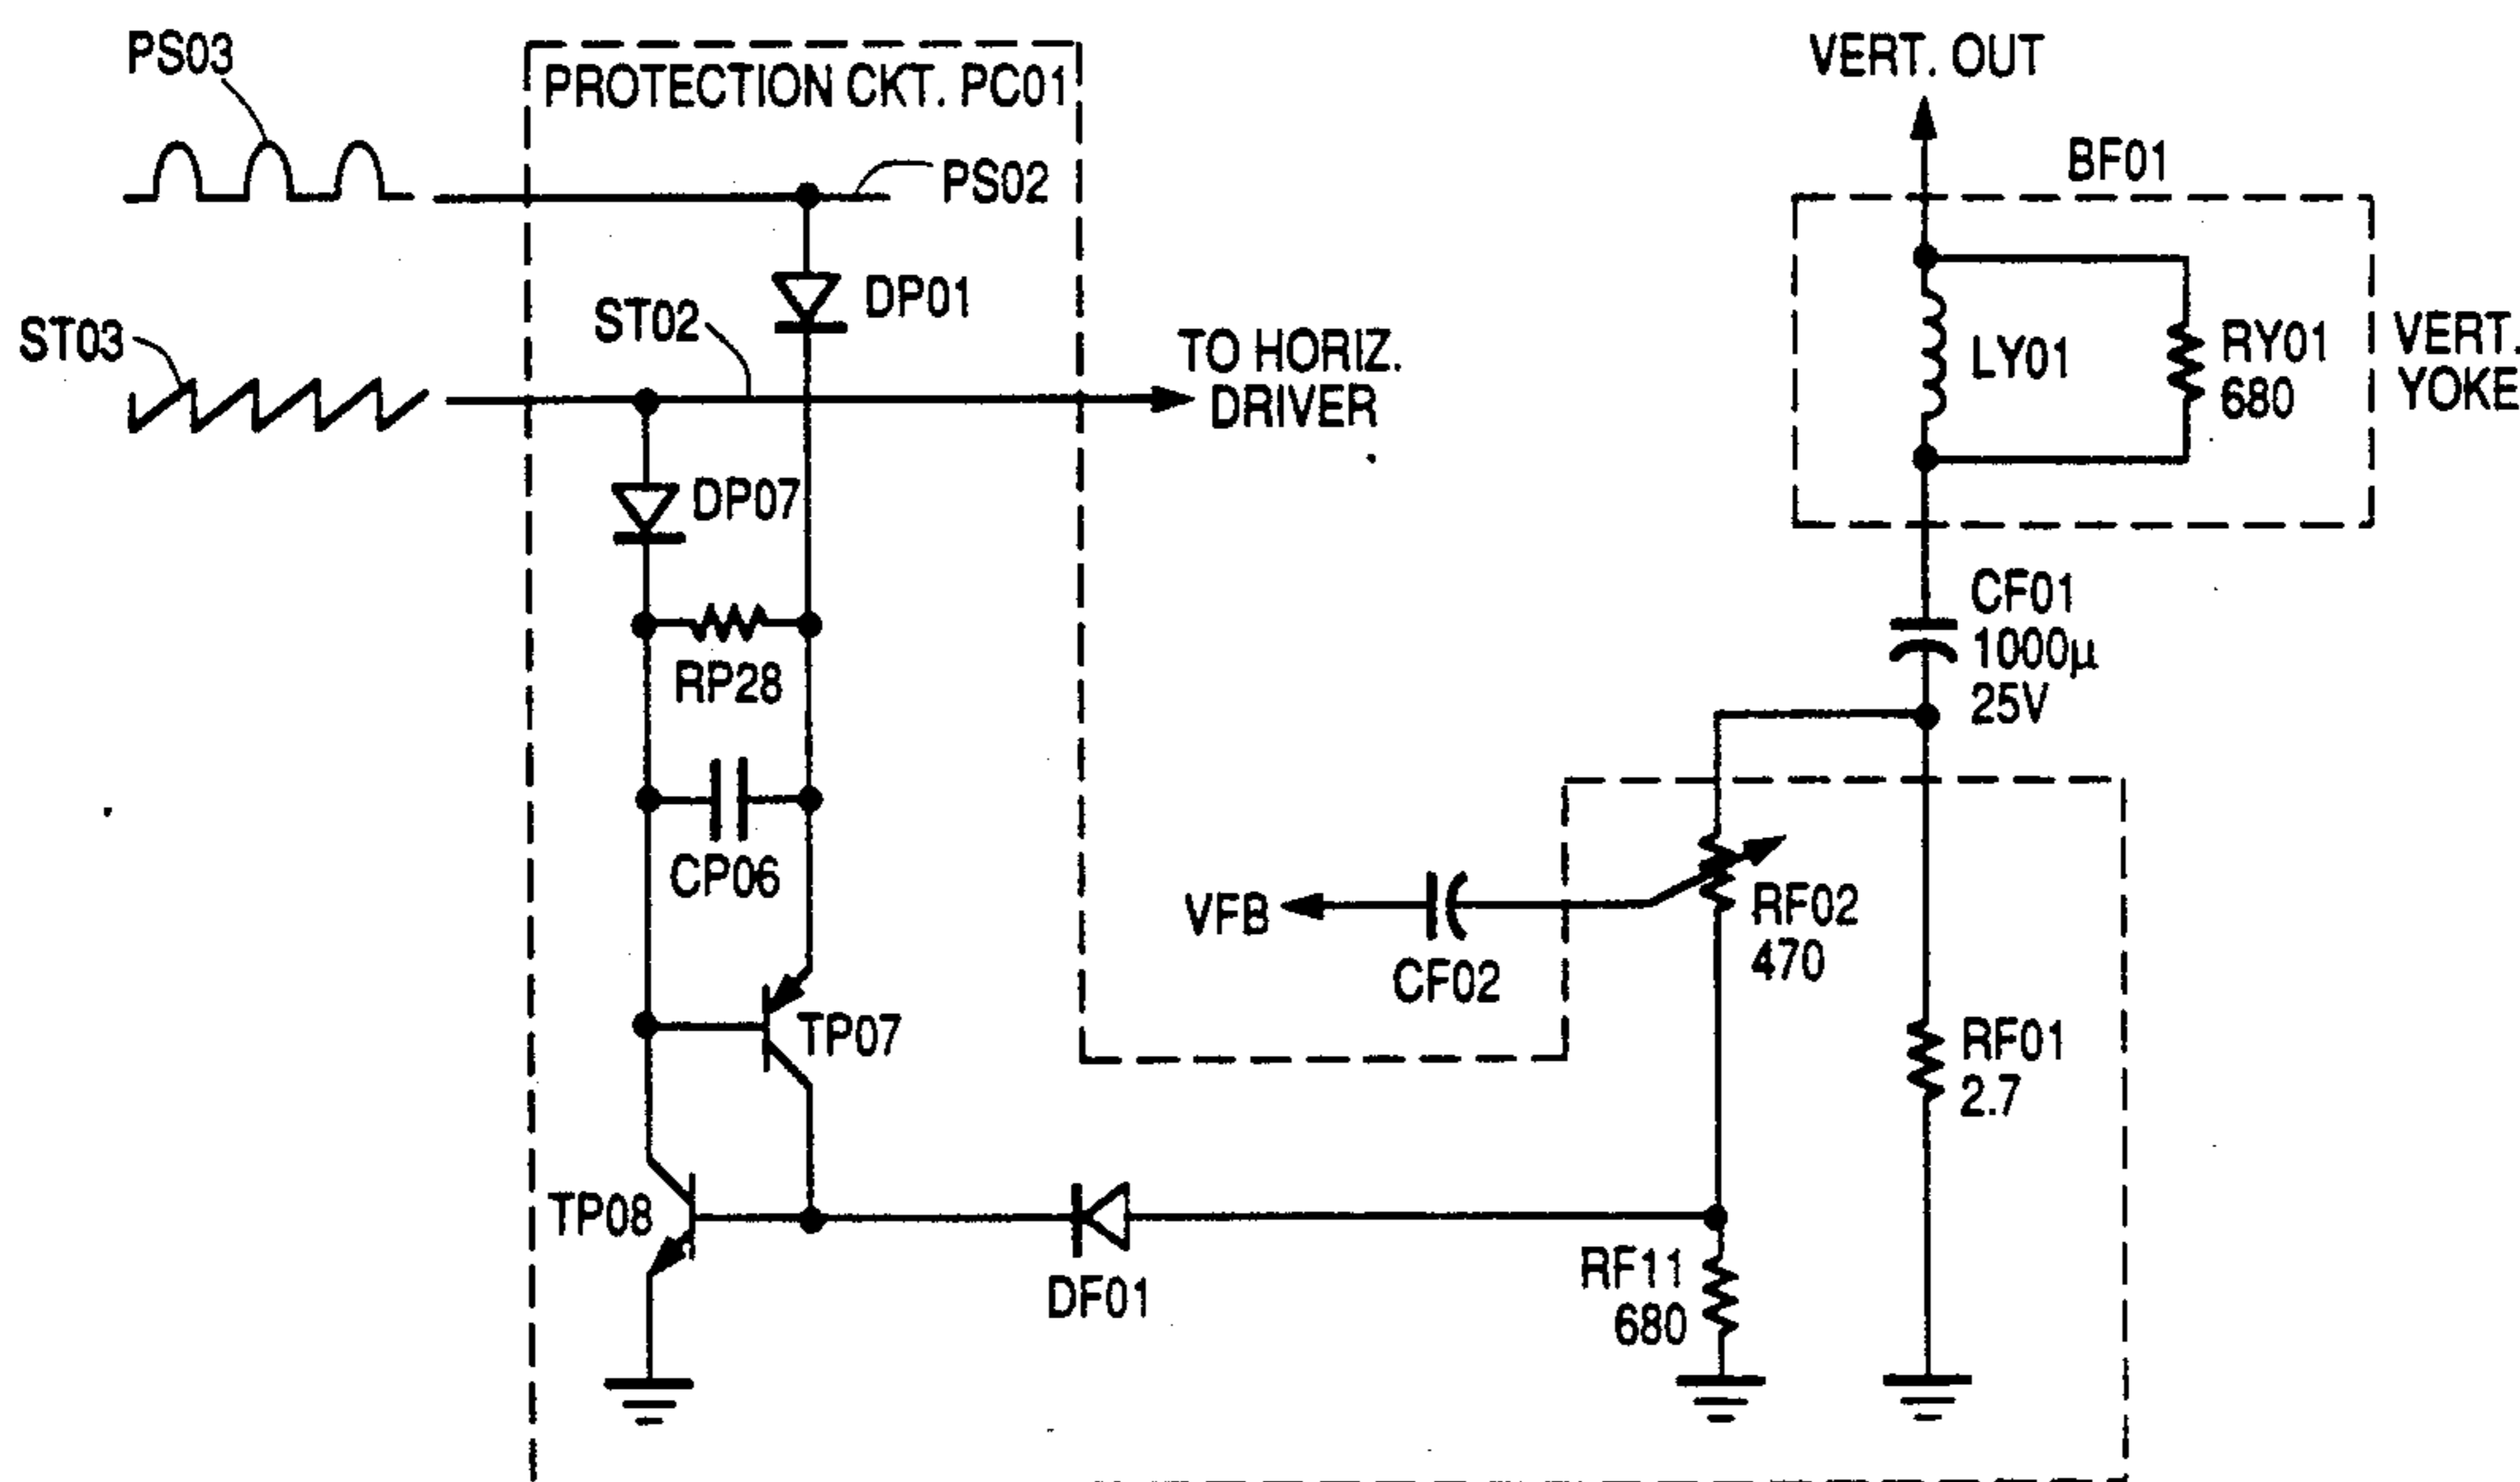 PS03
PROTECTION CKT. PC01
VERT. OUT
BF01
PS02
DP01
ST02
ST03
TO HORIZ.
DRIVER
LY01
RY01
680
VERT.
YOKE
DP07
RP28
CF01
1000µ
25V
CP06
VFB
CF02
RF02
470
TP07
RF01
2.7
TP08
DF01
RF11
680